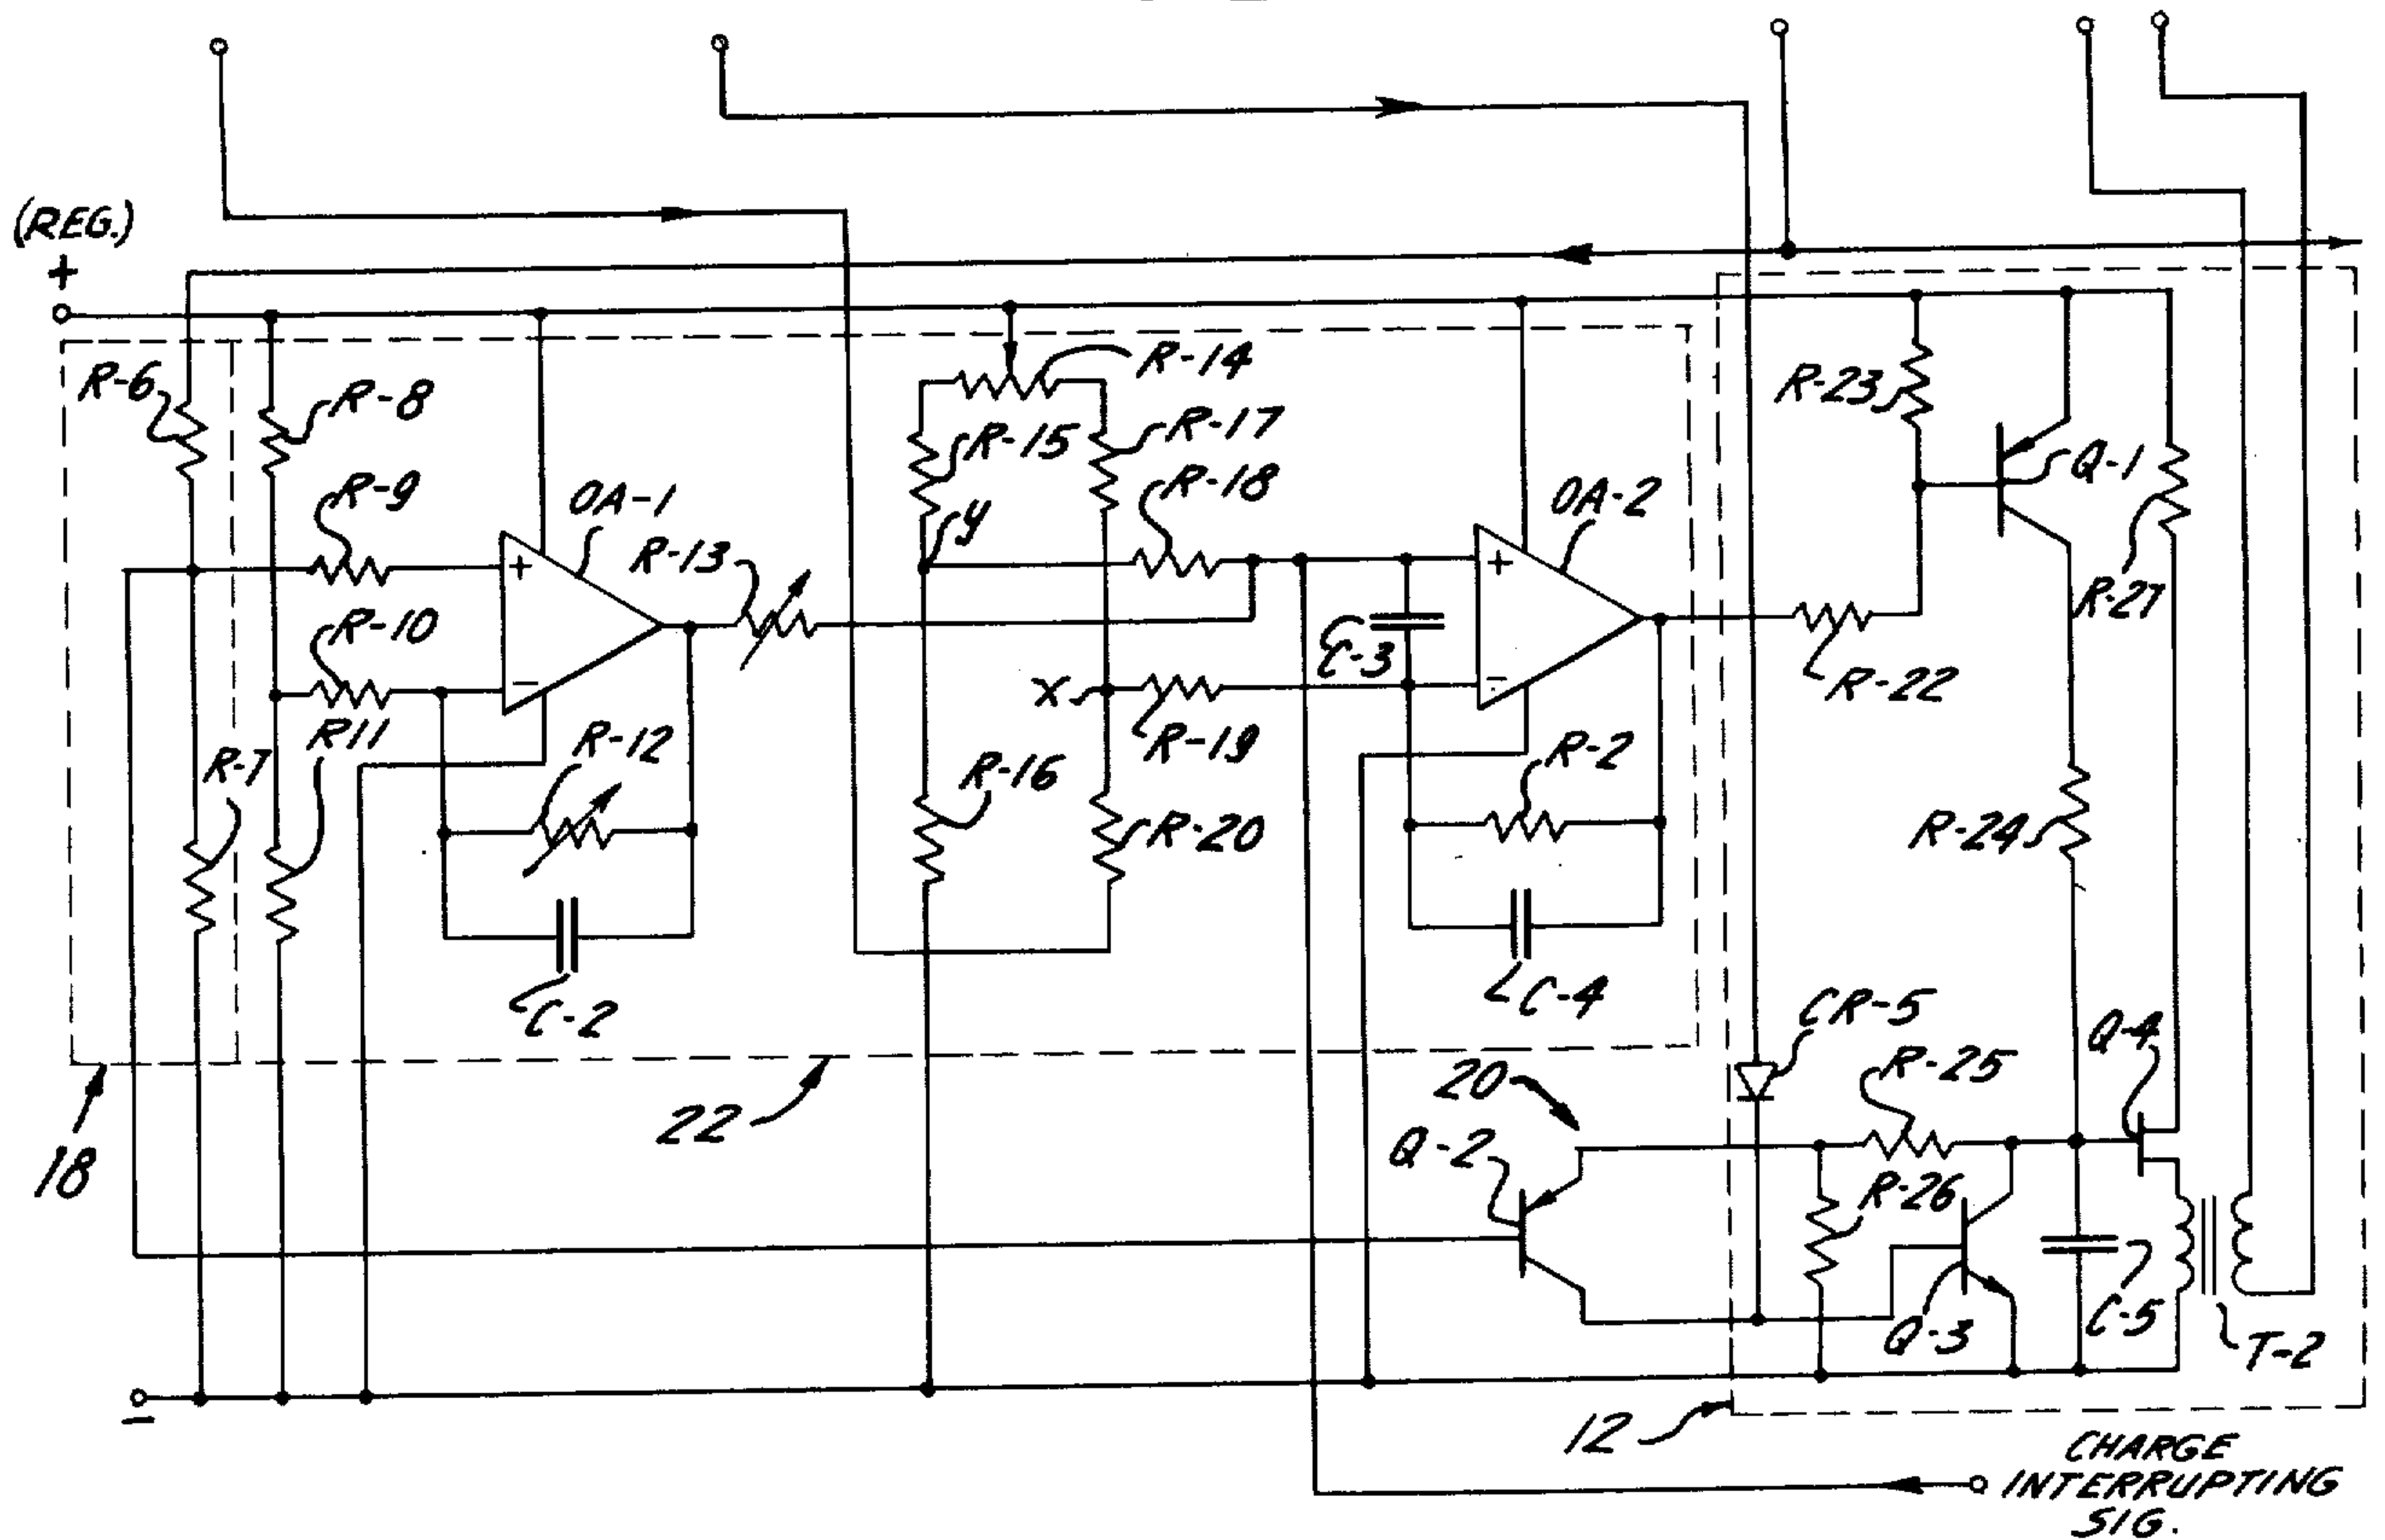 (REG.)
+
R-6
R-8
R-14
R-23
R-15
R-17
Q-1
R-9
OA-1
R-18
OA-2
R-13
y
+
+
R-27
R-10
C-3
R-22
-
X
-
R-7
R11
R-12
R-19
R-2
R-16
R-20
R-24
C-2
C-4
CR-5
Q-4
18
22
20
R-25
Q-2
R-26
Q-3
C-5
T-2
-
12
CHARGE
INTERRUPTING
SIG.